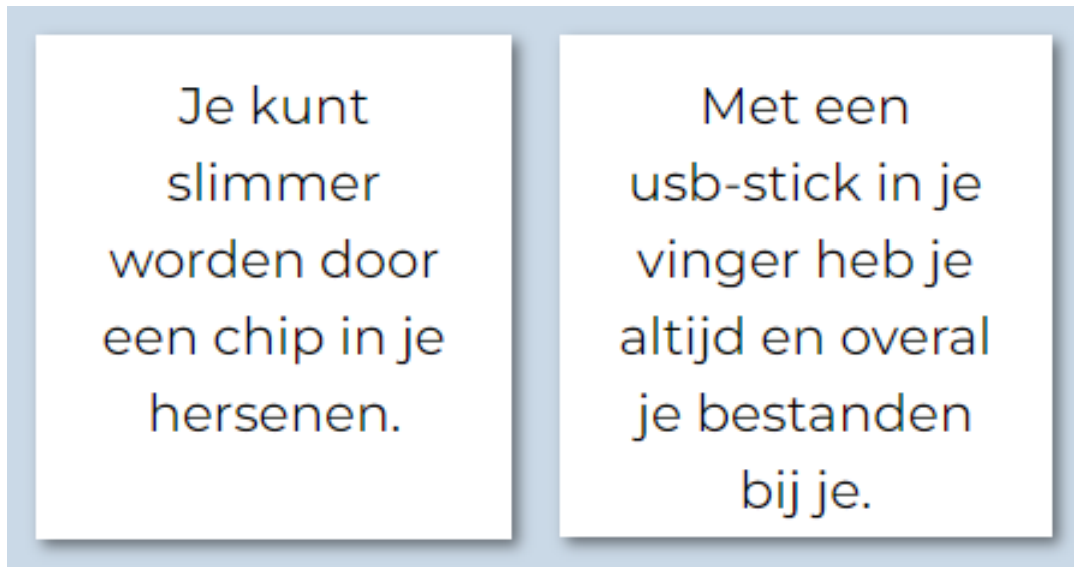 Je kunt
slimmer
worden door
een chip in je
hersenen.
Met een
usb-stick in je
vinger heb je
altijd en overal
je bestanden
bij je.